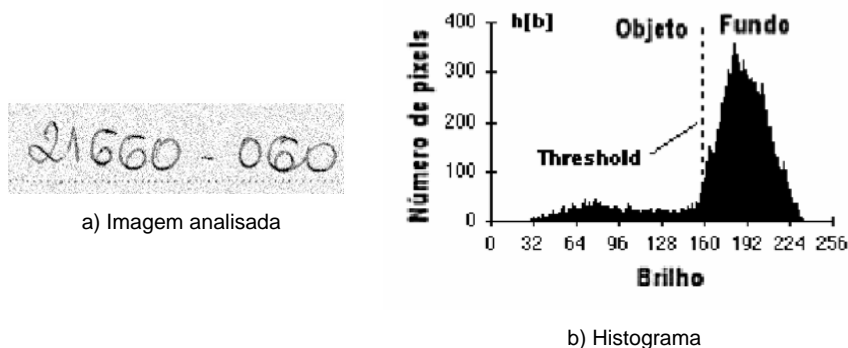 21660-060
a) Imagem analisada
400
300
200
100
0
h[b]
Objeto
Fundo
Threshold
Número de pixels
0 32 64 96 128 160 192 224 256
Brilho
b) Histograma